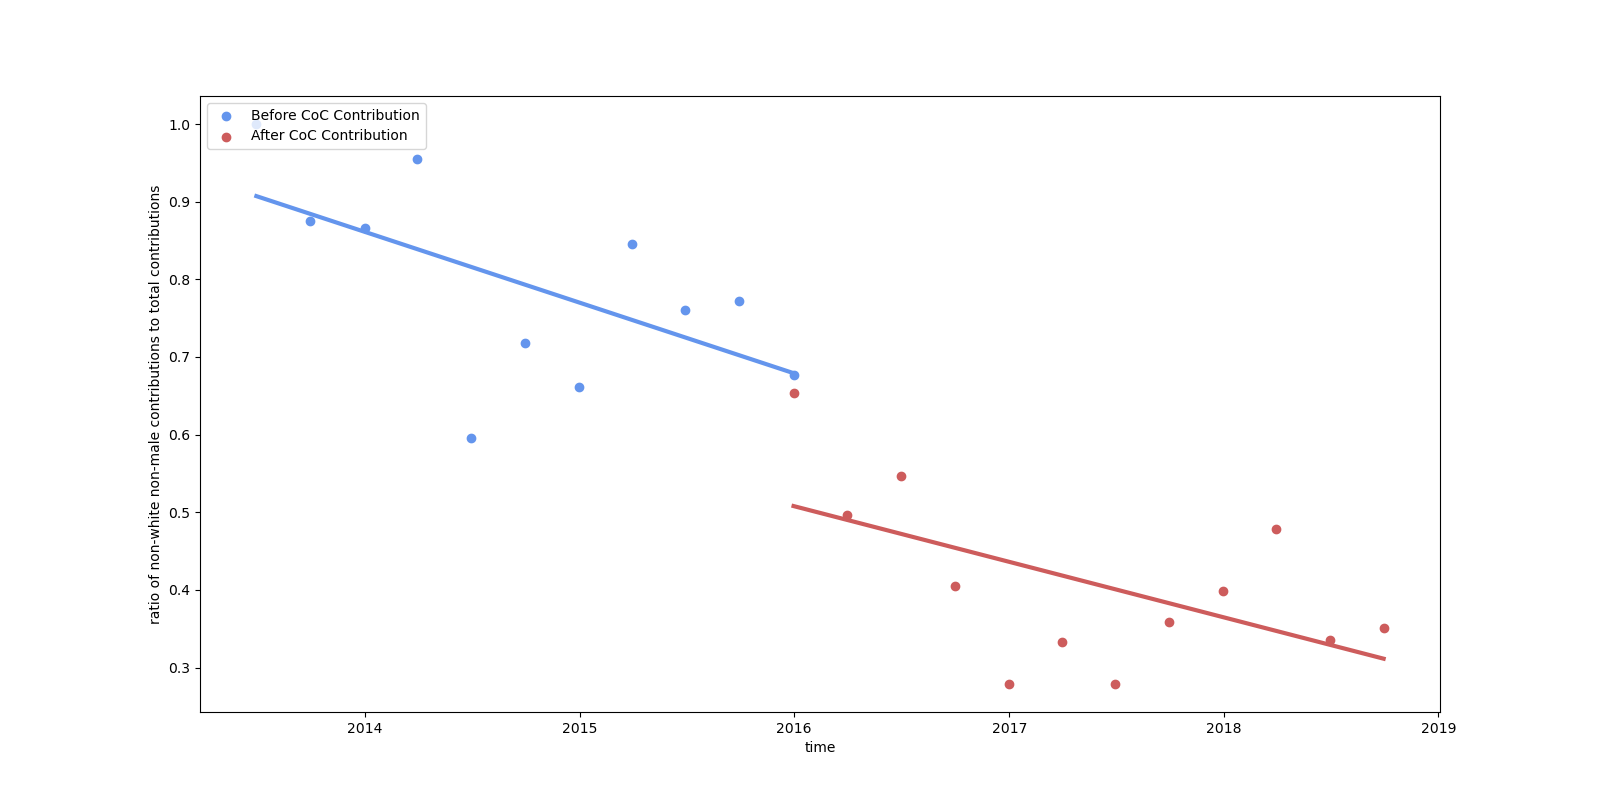 Before CoC Contribution
After CoC Contribution
ratio of non-white non-male contributions to total contributions
1.0
0.9
0.8
0.7
0.6
0.5
0.4
0.3
2014 2015 2016 2017 2018 2019
time